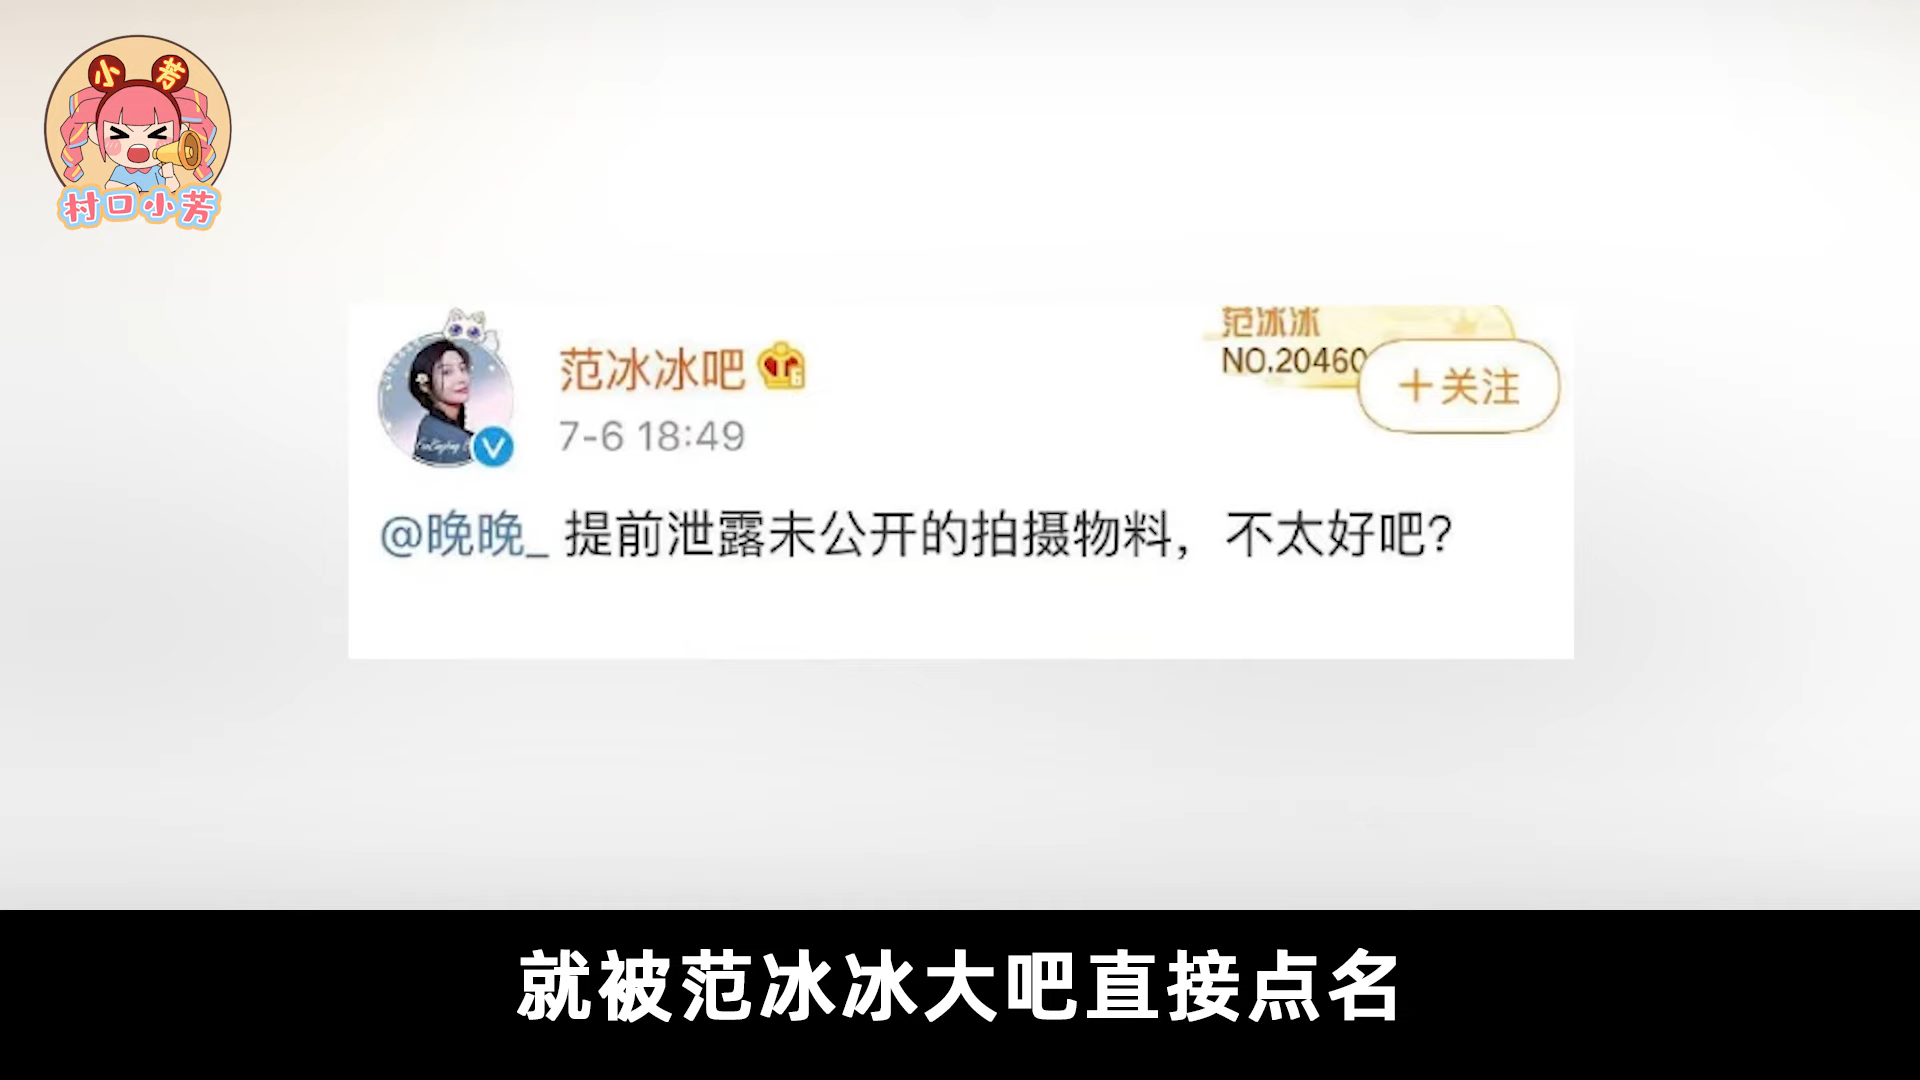 小芳
村口小芳
范冰冰
NO.20460
范冰冰吧
6
+关注
7-6 18:49
@晚晚_ 提前泄露未公开的拍摄物料，不太好吧?
就被范冰冰大吧直接点名